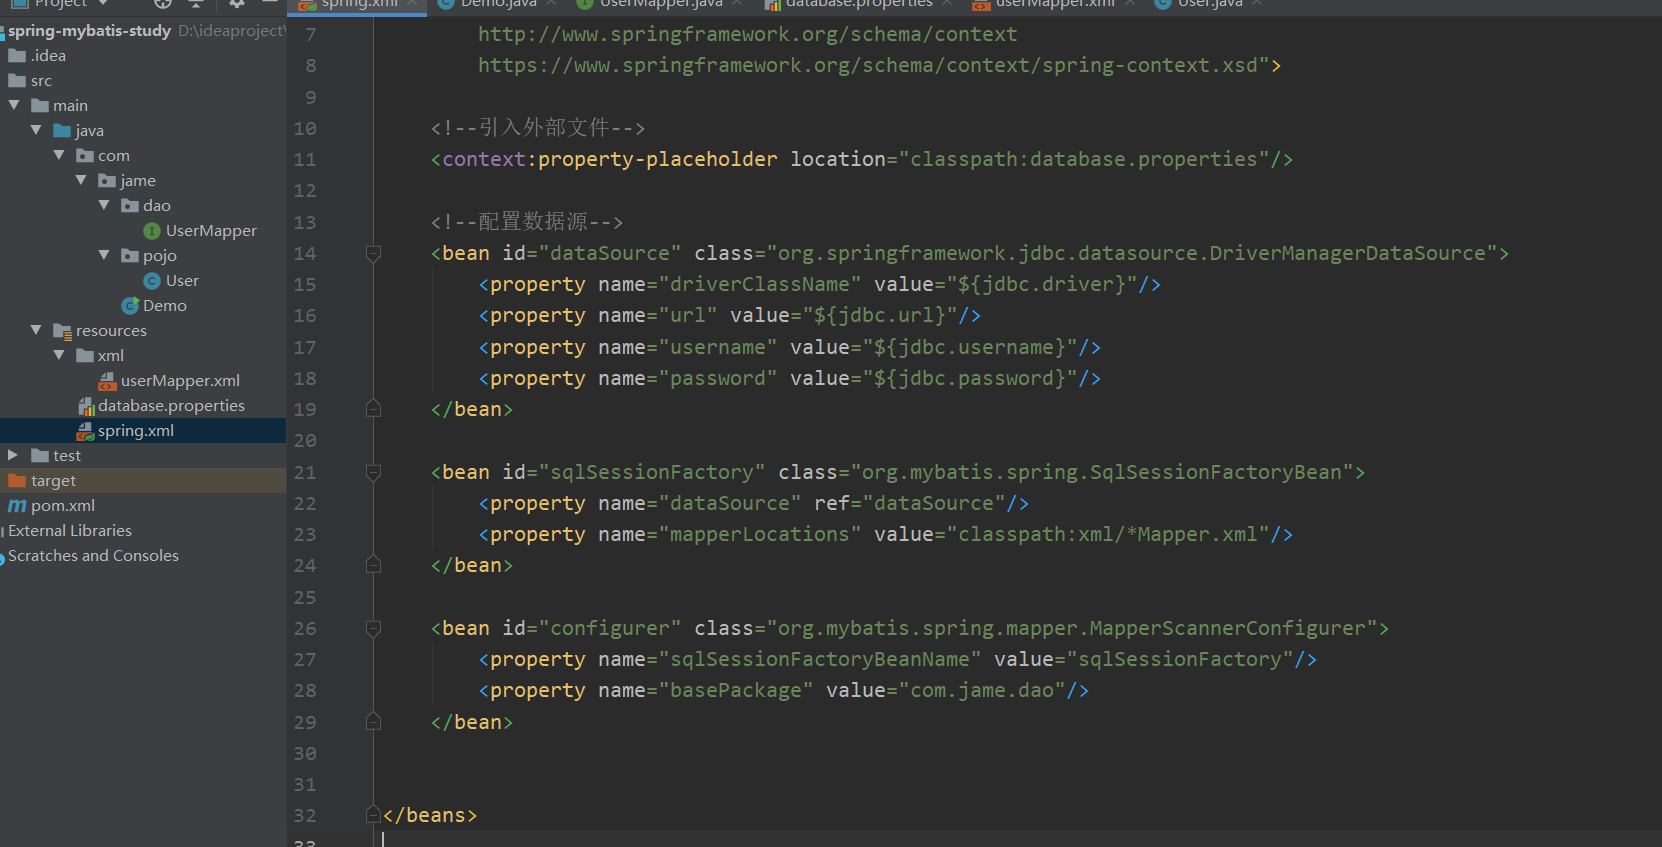 Project
spring.xml
Demo.java
UserMapper.java
database.properties
userMapper.xml
User.java
spring-mybatis-study D:\ideaproject\
.idea
src
main
java
com
jame
dao
UserMapper
pojo
User
Demo
resources
xml
userMapper.xml
database.properties
spring.xml
test
target
pom.xml
External Libraries
Scratches and Consoles
7 http://www.springframework.org/schema/context
8 https://www.springframework.org/schema/context/spring-context.xsd">
9
10 <!--引入外部文件-->
11 <context:property-placeholder location="classpath:database.properties"/>
12
13 <!--配置数据源-->
14 <bean id="dataSource" class="org.springframework.jdbc.datasource.DriverManagerDataSource">
15 <property name="driverClassName" value="${jdbc.driver}"/>
16 <property name="url" value="${jdbc.url}"/>
17 <property name="username" value="${jdbc.username}"/>
18 <property name="password" value="${jdbc.password}"/>
19 </bean>
20
21 <bean id="sqlSessionFactory" class="org.mybatis.spring.SqlSessionFactoryBean">
22 <property name="dataSource" ref="dataSource"/>
23 <property name="mapperLocations" value="classpath:xml/*Mapper.xml"/>
24 </bean>
25
26 <bean id="configurer" class="org.mybatis.spring.mapper.MapperScannerConfigurer">
27 <property name="sqlSessionFactoryBeanName" value="sqlSessionFactory"/>
28 <property name="basePackage" value="com.jame.dao"/>
29 </bean>
30
31
32 </beans>
33